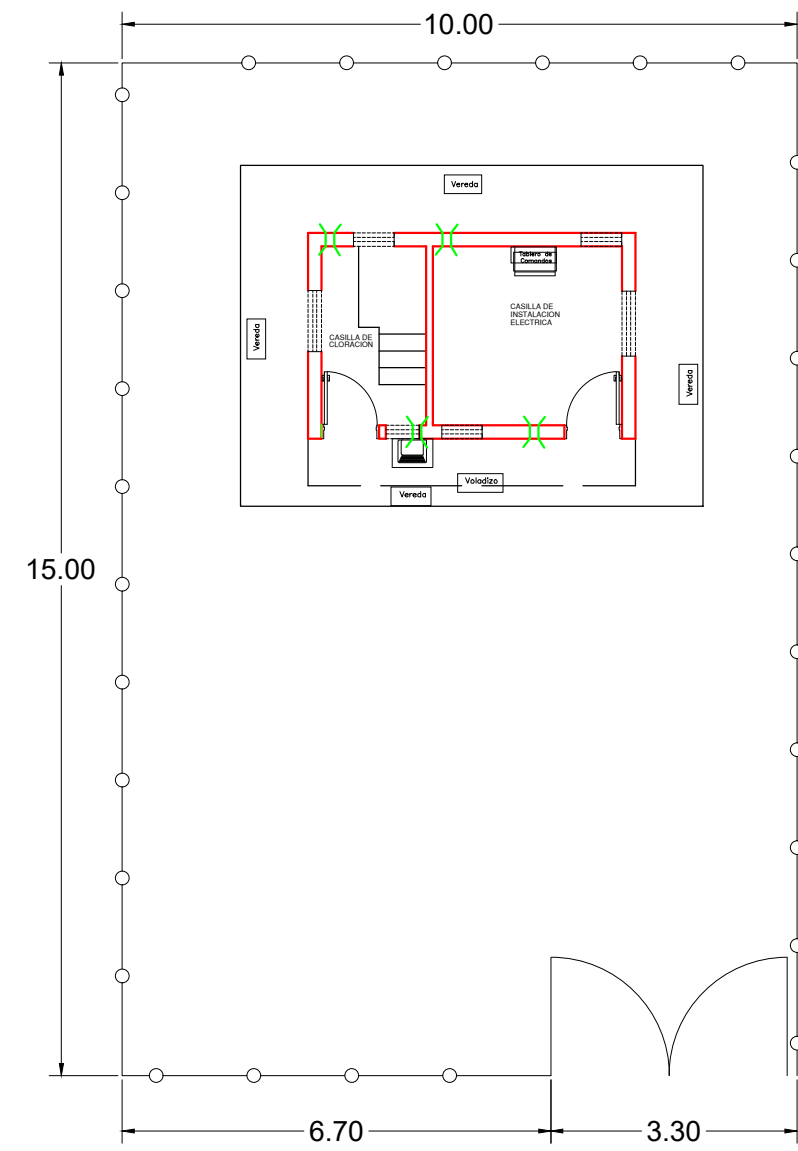 10.00
Vereda
Tablero de
Comandos
CASILLA DE
INSTALACION
ELECTRICA
Vereda
CASILLA DE
CLORACION
Vereda
Voladizo
Vereda
15.00
6.70
3.30